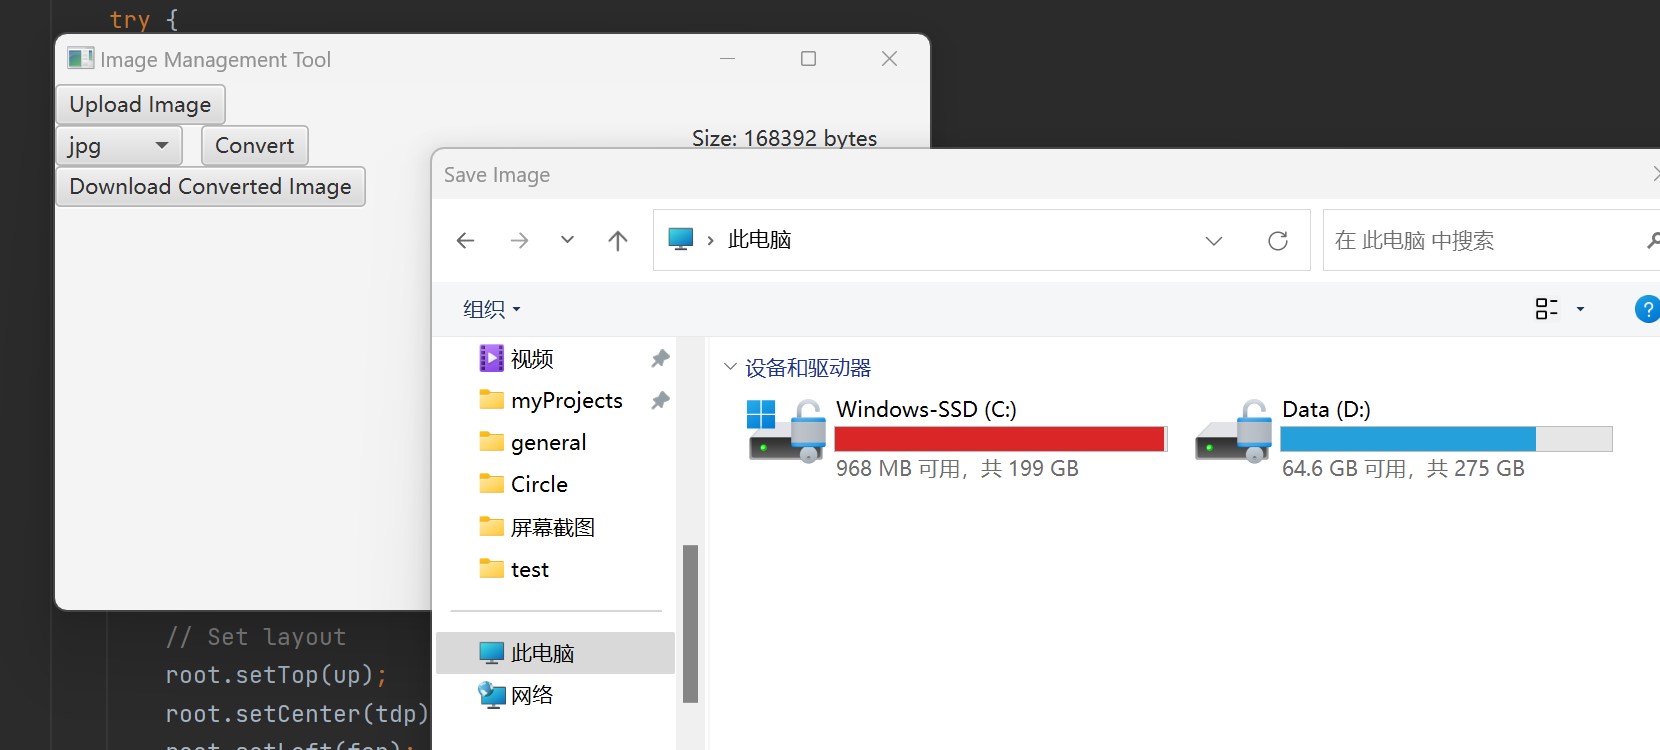 try {
Image Management Tool
Upload Image
jpg
Convert
Size: 168392 bytes
Download Converted Image
Save Image
此电脑
在 此电脑 中搜索
组织
?
视频
myProjects
general
Circle
屏幕截图
test
此电脑
网络
设备和驱动器
Windows-SSD (C:)
968 MB 可用，共 199 GB
Data (D:)
64.6 GB 可用，共 275 GB
// Set layout
root.setTop(up);
root.setCenter(tdp)